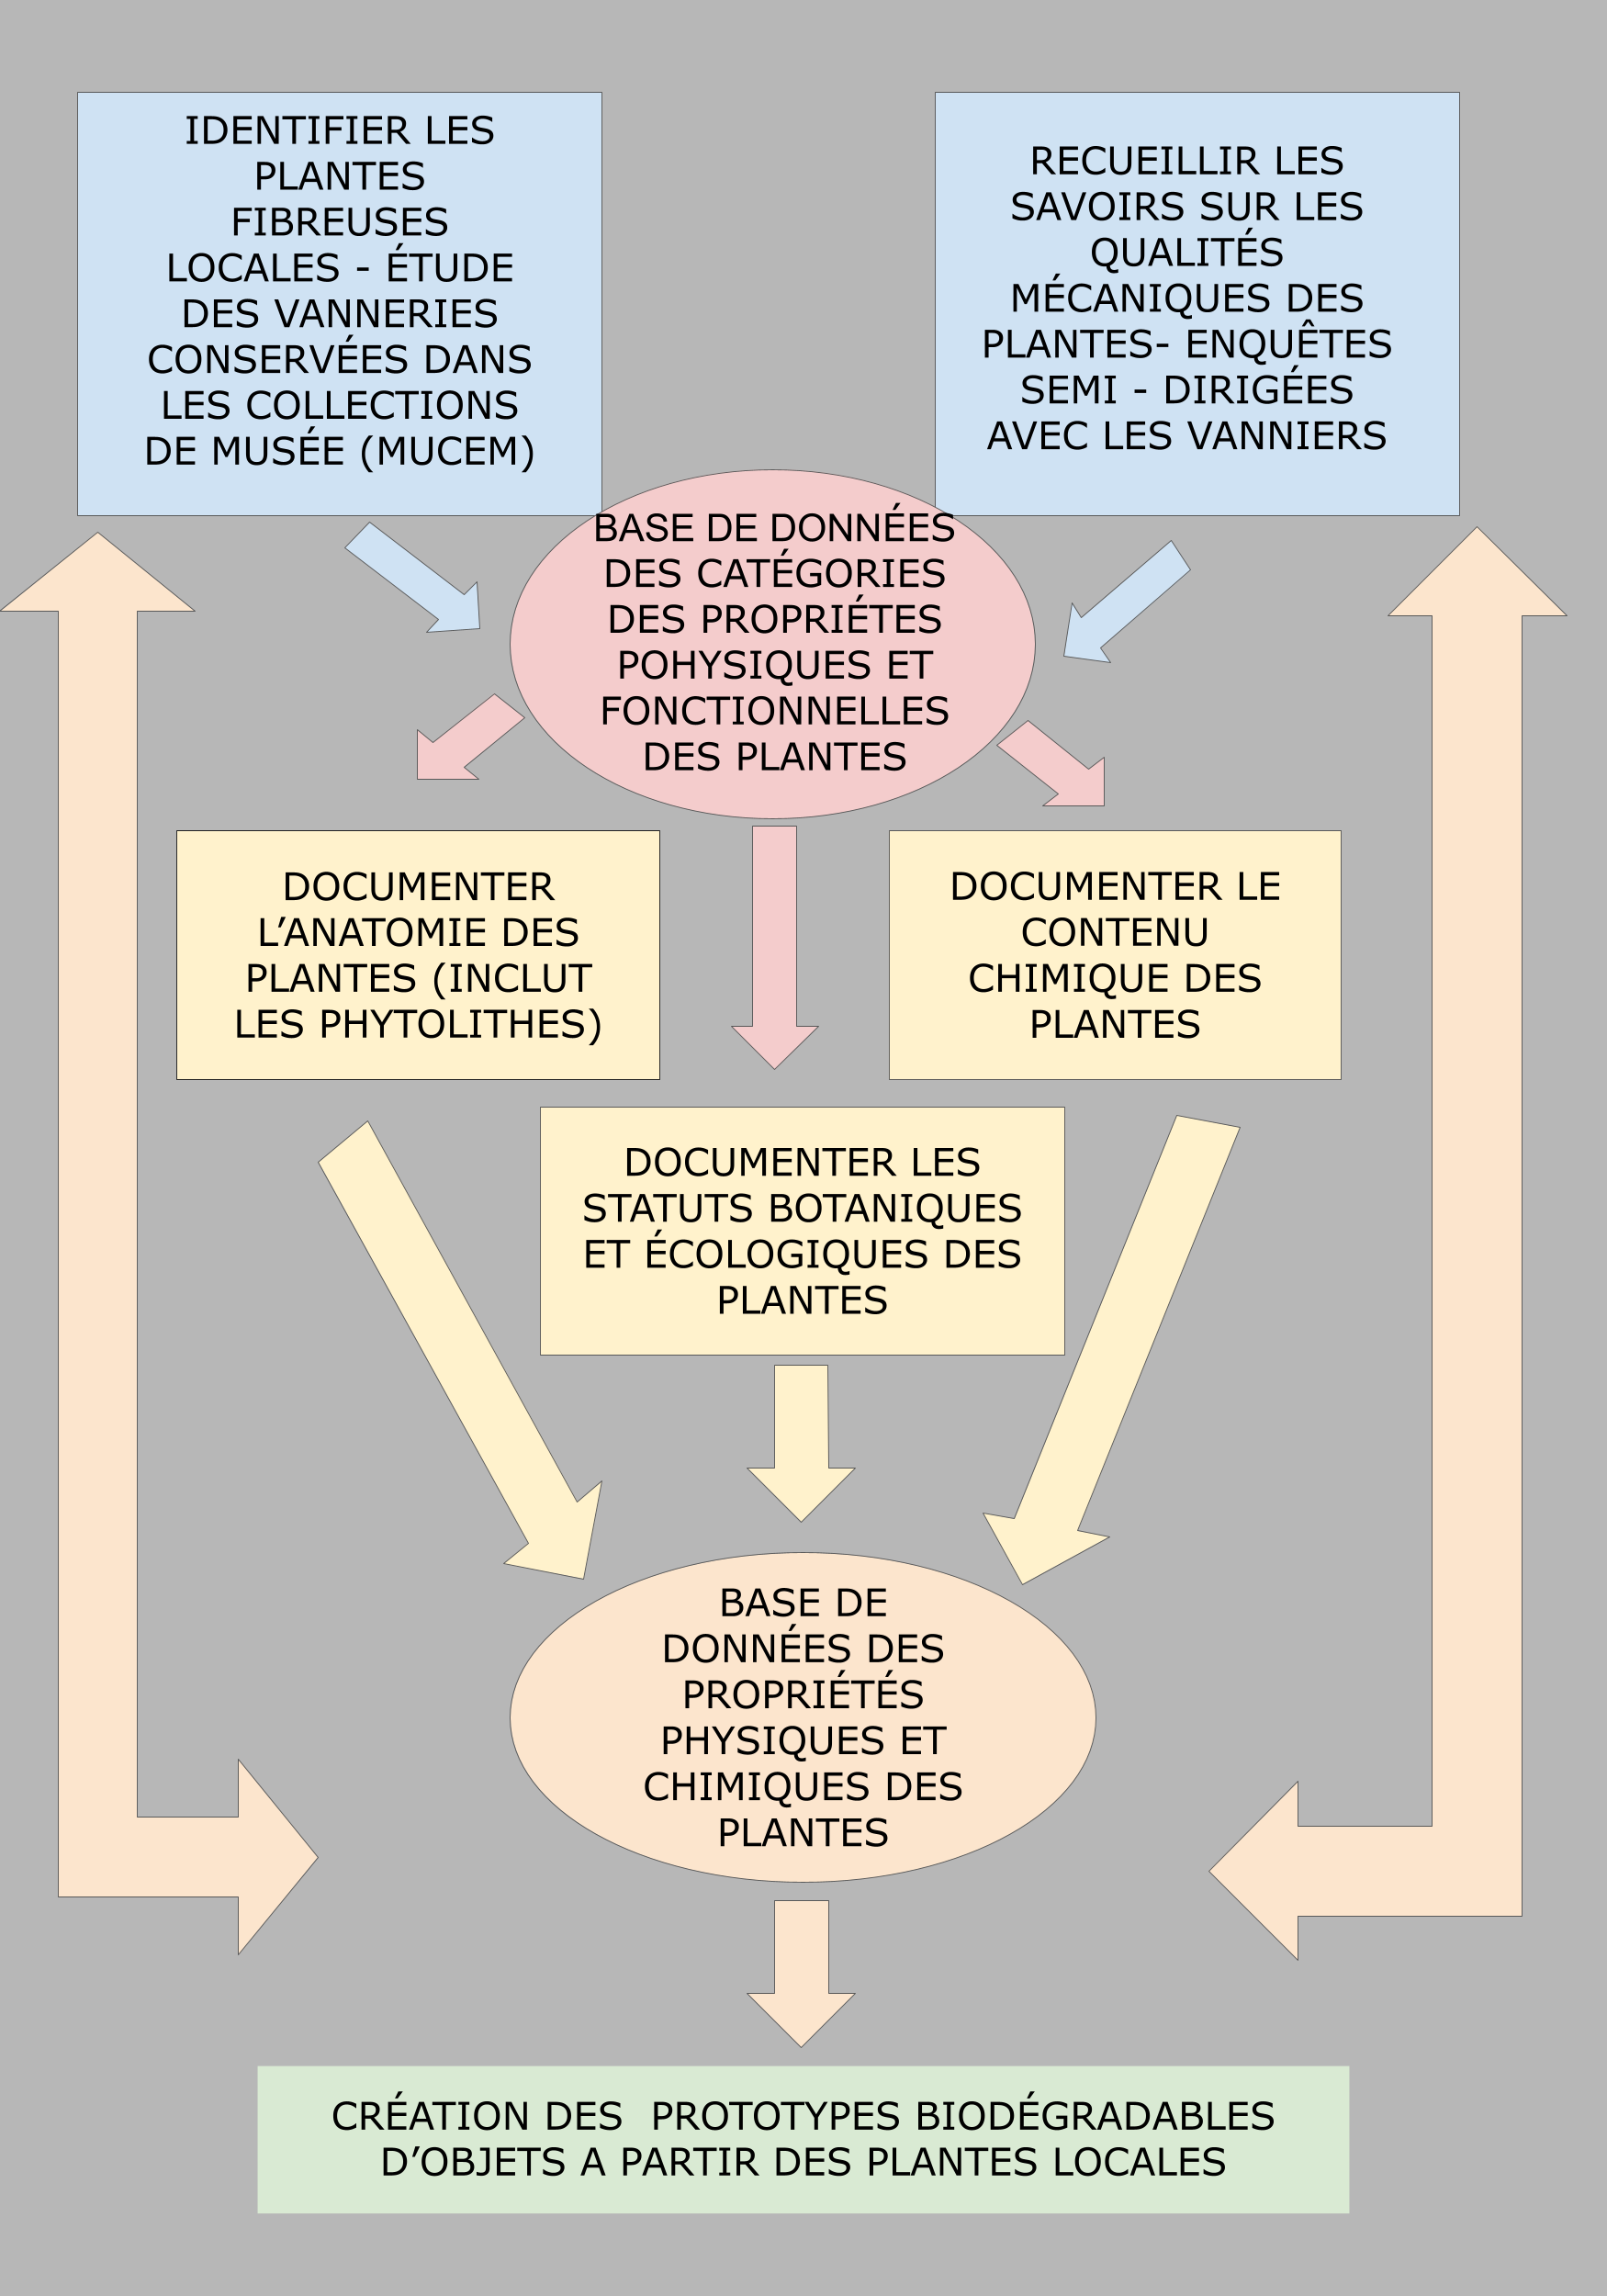 IDENTIFIER LES
PLANTES
FIBREUSES
LOCALES - ÉTUDE
DES VANNERIES
CONSERVÉES DANS
LES COLLECTIONS
DE MUSÉE (MUCEM)
RECUEILLIR LES
SAVOIRS SUR LES
QUALITÉS
MÉCANIQUES DES
PLANTES- ENQUÊTES
SEMI - DIRIGÉES
AVEC LES VANNIERS
BASE DE DONNÉES
DES CATÉGORIES
DES PROPRIÉTES
POHYSIQUES ET
FONCTIONNELLES
DES PLANTES
DOCUMENTER
L’ANATOMIE DES
PLANTES (INCLUT
LES PHYTOLITHES)
DOCUMENTER LE
CONTENU
CHIMIQUE DES
PLANTES
DOCUMENTER LES
STATUTS BOTANIQUES
ET ÉCOLOGIQUES DES
PLANTES
BASE DE
DONNÉES DES
PROPRIÉTÉS
PHYSIQUES ET
CHIMIQUES DES
PLANTES
CRÉATION DES  PROTOTYPES BIODÉGRADABLES
D’OBJETS A PARTIR DES PLANTES LOCALES